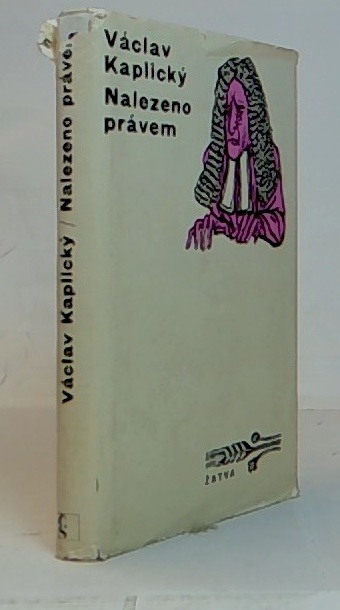 Václav
Kaplický
Nalezeno
právem
Václav Kaplický / Nalezeno právem
ŽATVA